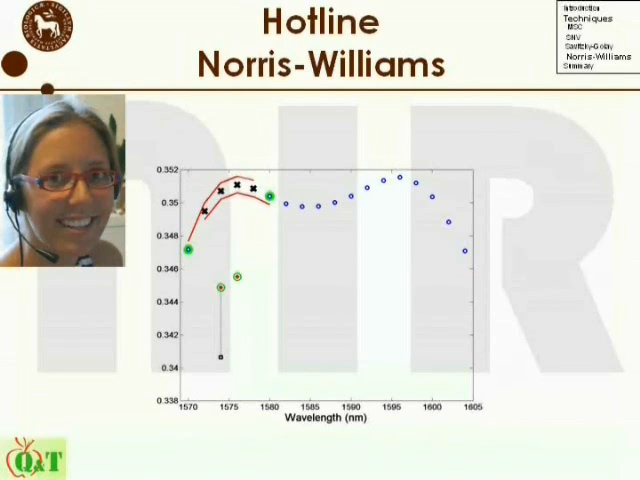 Hotline
Norris-Williams
Introduction
Techniques
MSC
SNV
Savitzky-Golay
Norris-Williams
Summary
NIR
0.352
0.35
0.348
0.346
0.344
0.342
0.34
0.338
1570
1575
1580
1585
1590
1595
1600
1605
Wavelength (nm)
Q&T